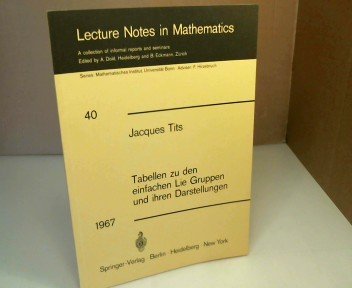 Lecture Notes in Mathematics
A collection of informal reports and seminars
Edited by A. Dold, Heidelberg and B. Eckmann, Zürich
Series: Mathematisches Institut, Universität Bonn · Adviser: F. Hirzebruch
40
Jacques Tits
Tabellen zu den
einfachen Lie Gruppen
und ihren Darstellungen
1967
Springer-Verlag Berlin Heidelberg New York